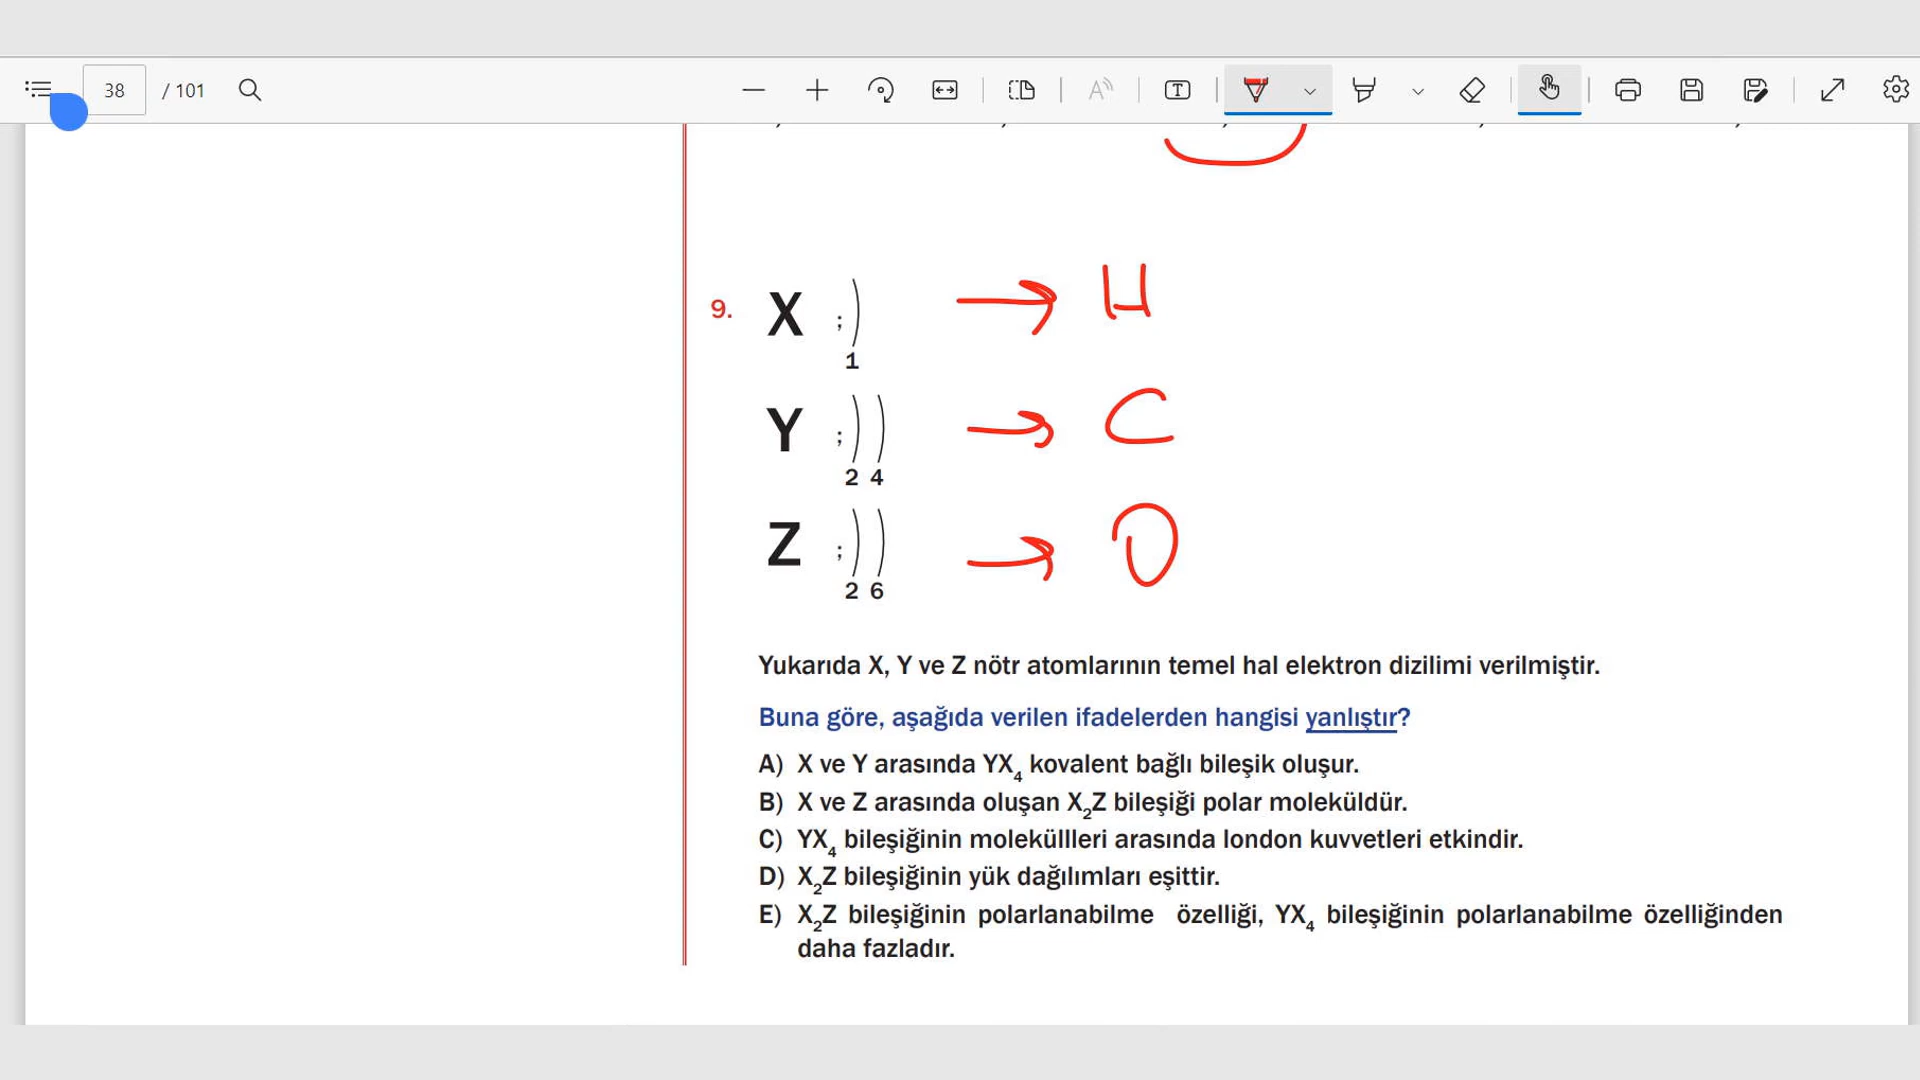 38 / 101
9. X ; 1 → H
Y ; 2 4 → C
Z ; 2 6 → O
Yukarıda X, Y ve Z nötr atomlarının temel hal elektron dizilimi verilmiştir.
Buna göre, aşağıda verilen ifadelerden hangisi yanlıştır?
A) X ve Y arasında YX₄ kovalent bağlı bileşik oluşur.
B) X ve Z arasında oluşan X₂Z bileşiği polar moleküldür.
C) YX₄ bileşiğinin moleküllleri arasında london kuvvetleri etkindir.
D) X₂Z bileşiğinin yük dağılımları eşittir.
E) X₂Z bileşiğinin polarlanabilme özelliği, YX₄ bileşiğinin polarlanabilme özelliğinden
daha fazladır.